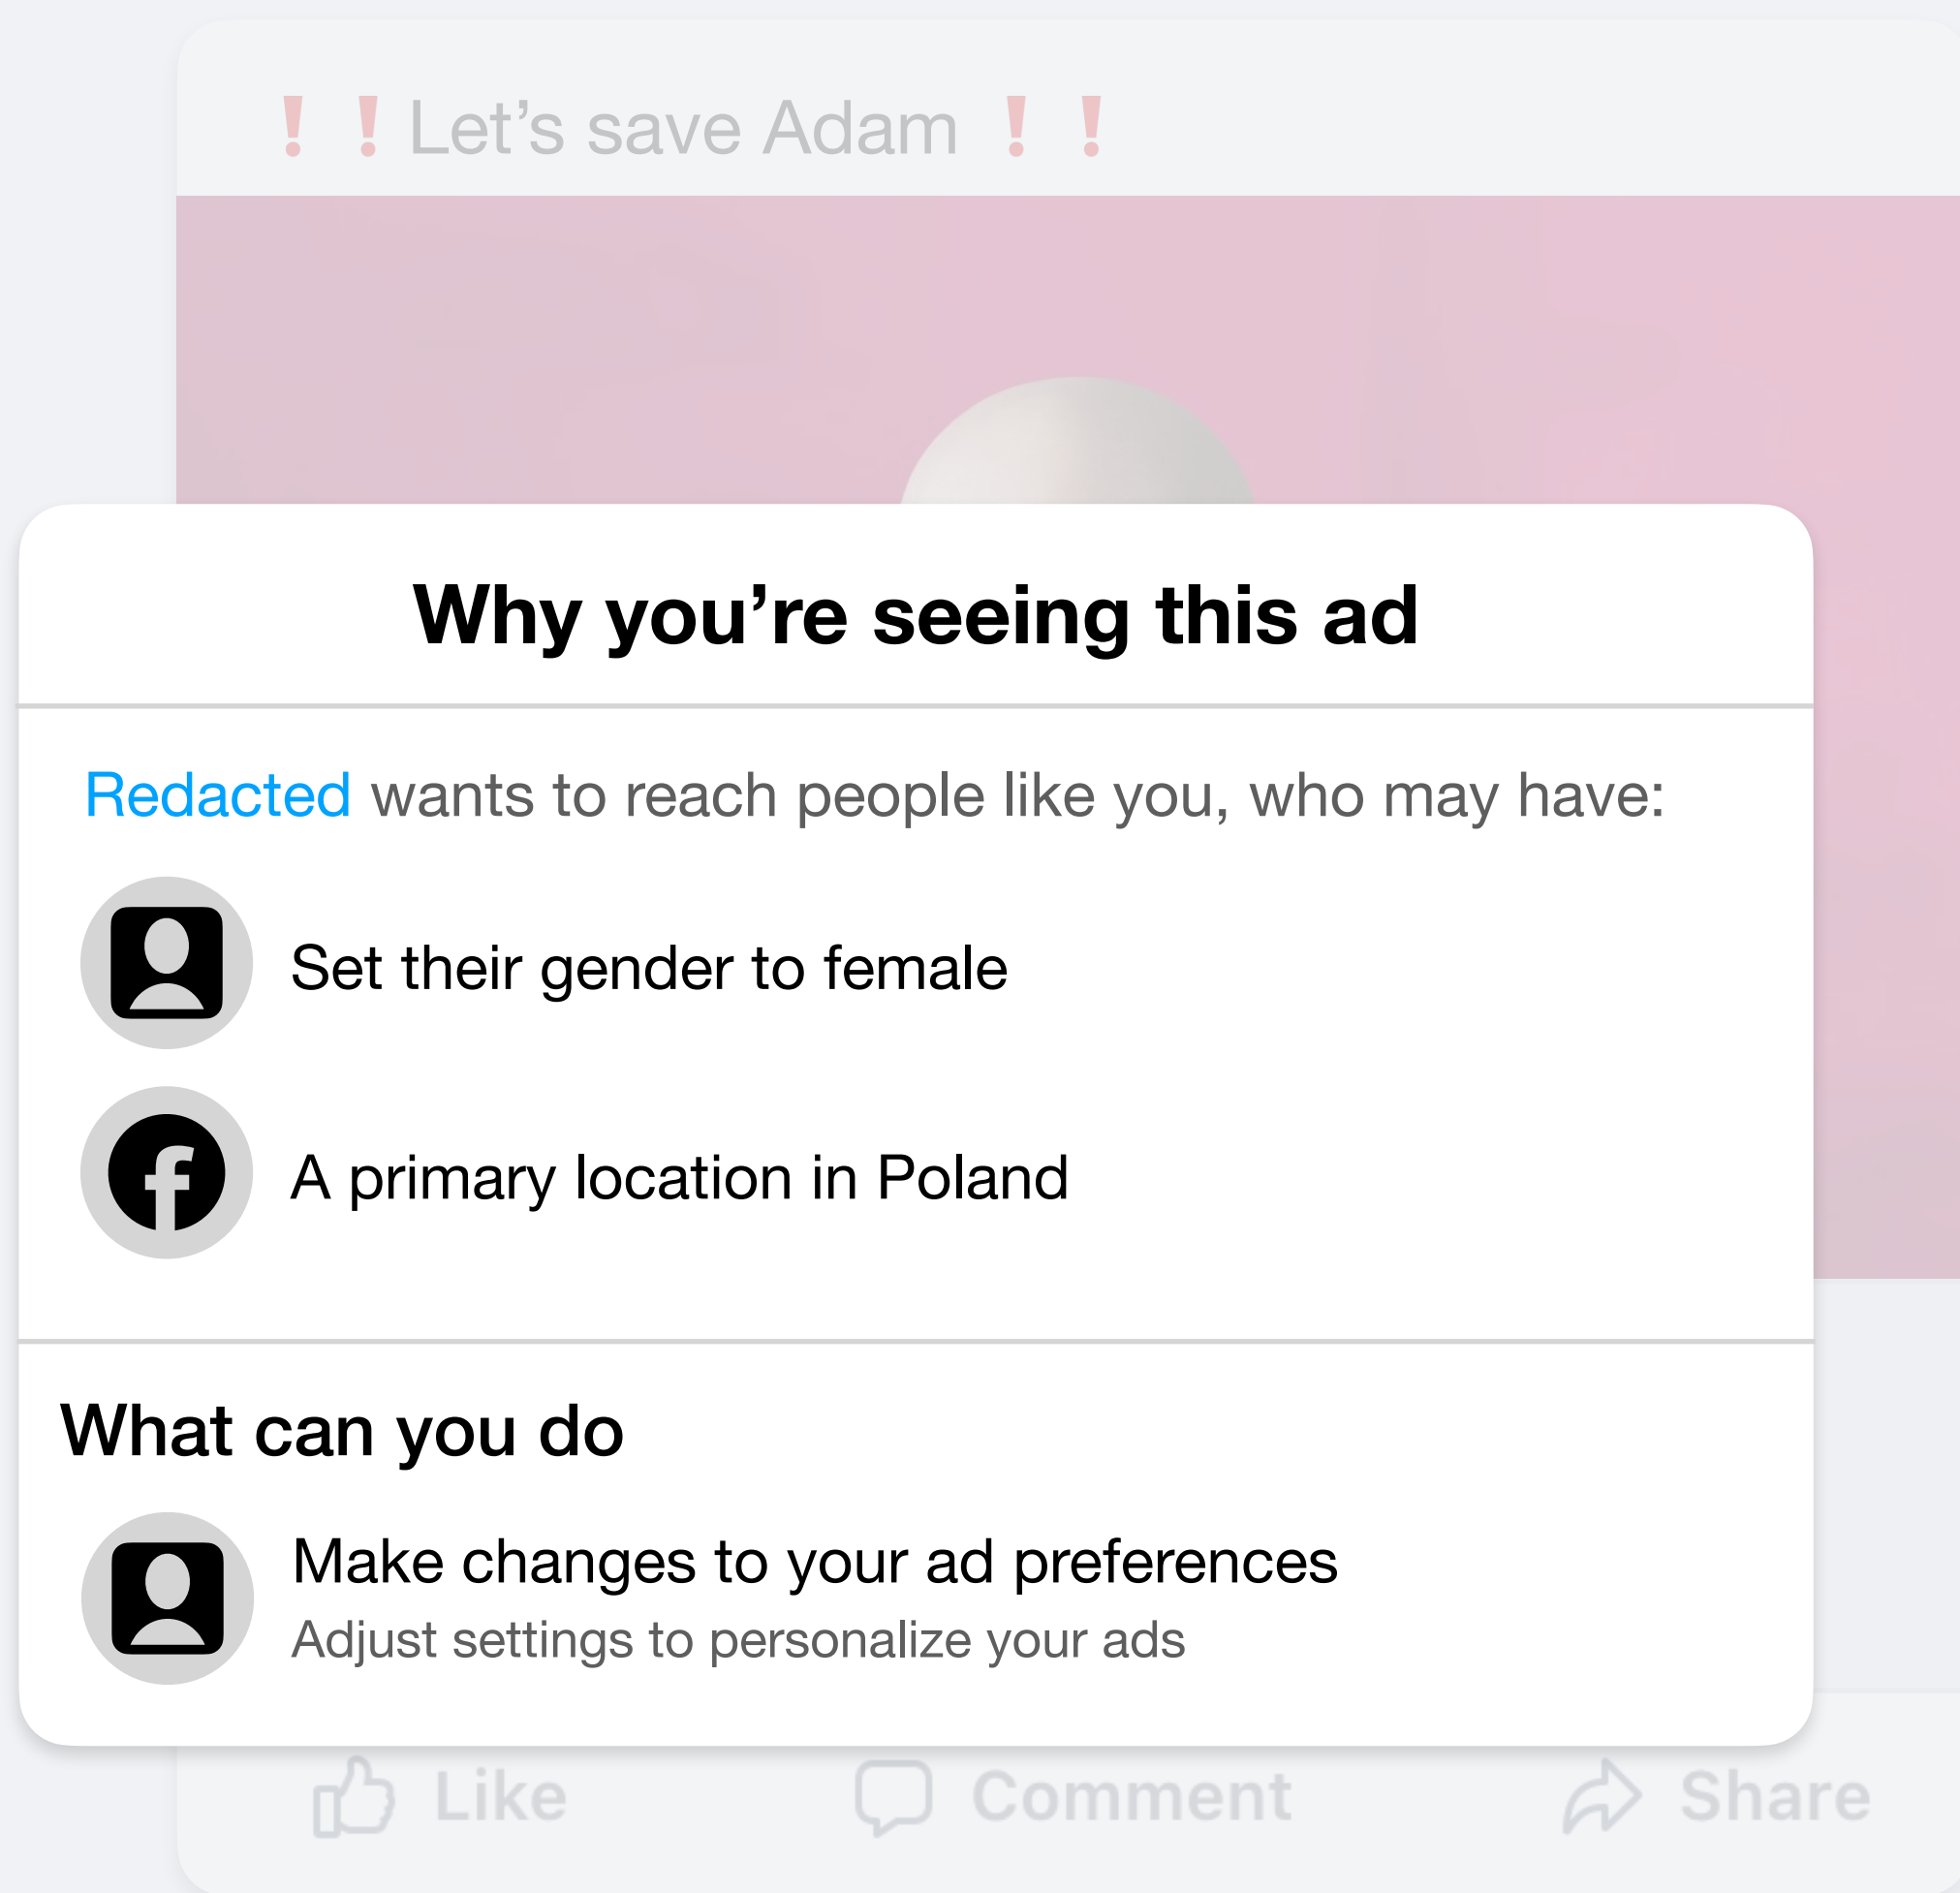 ❗❗Let’s save Adam ❗❗
Why you’re seeing this ad
Redacted wants to reach people like you, who may have:
Set their gender to female
A primary location in Poland
What can you do
Make changes to your ad preferences
Adjust settings to personalize your ads
Like Comment Share